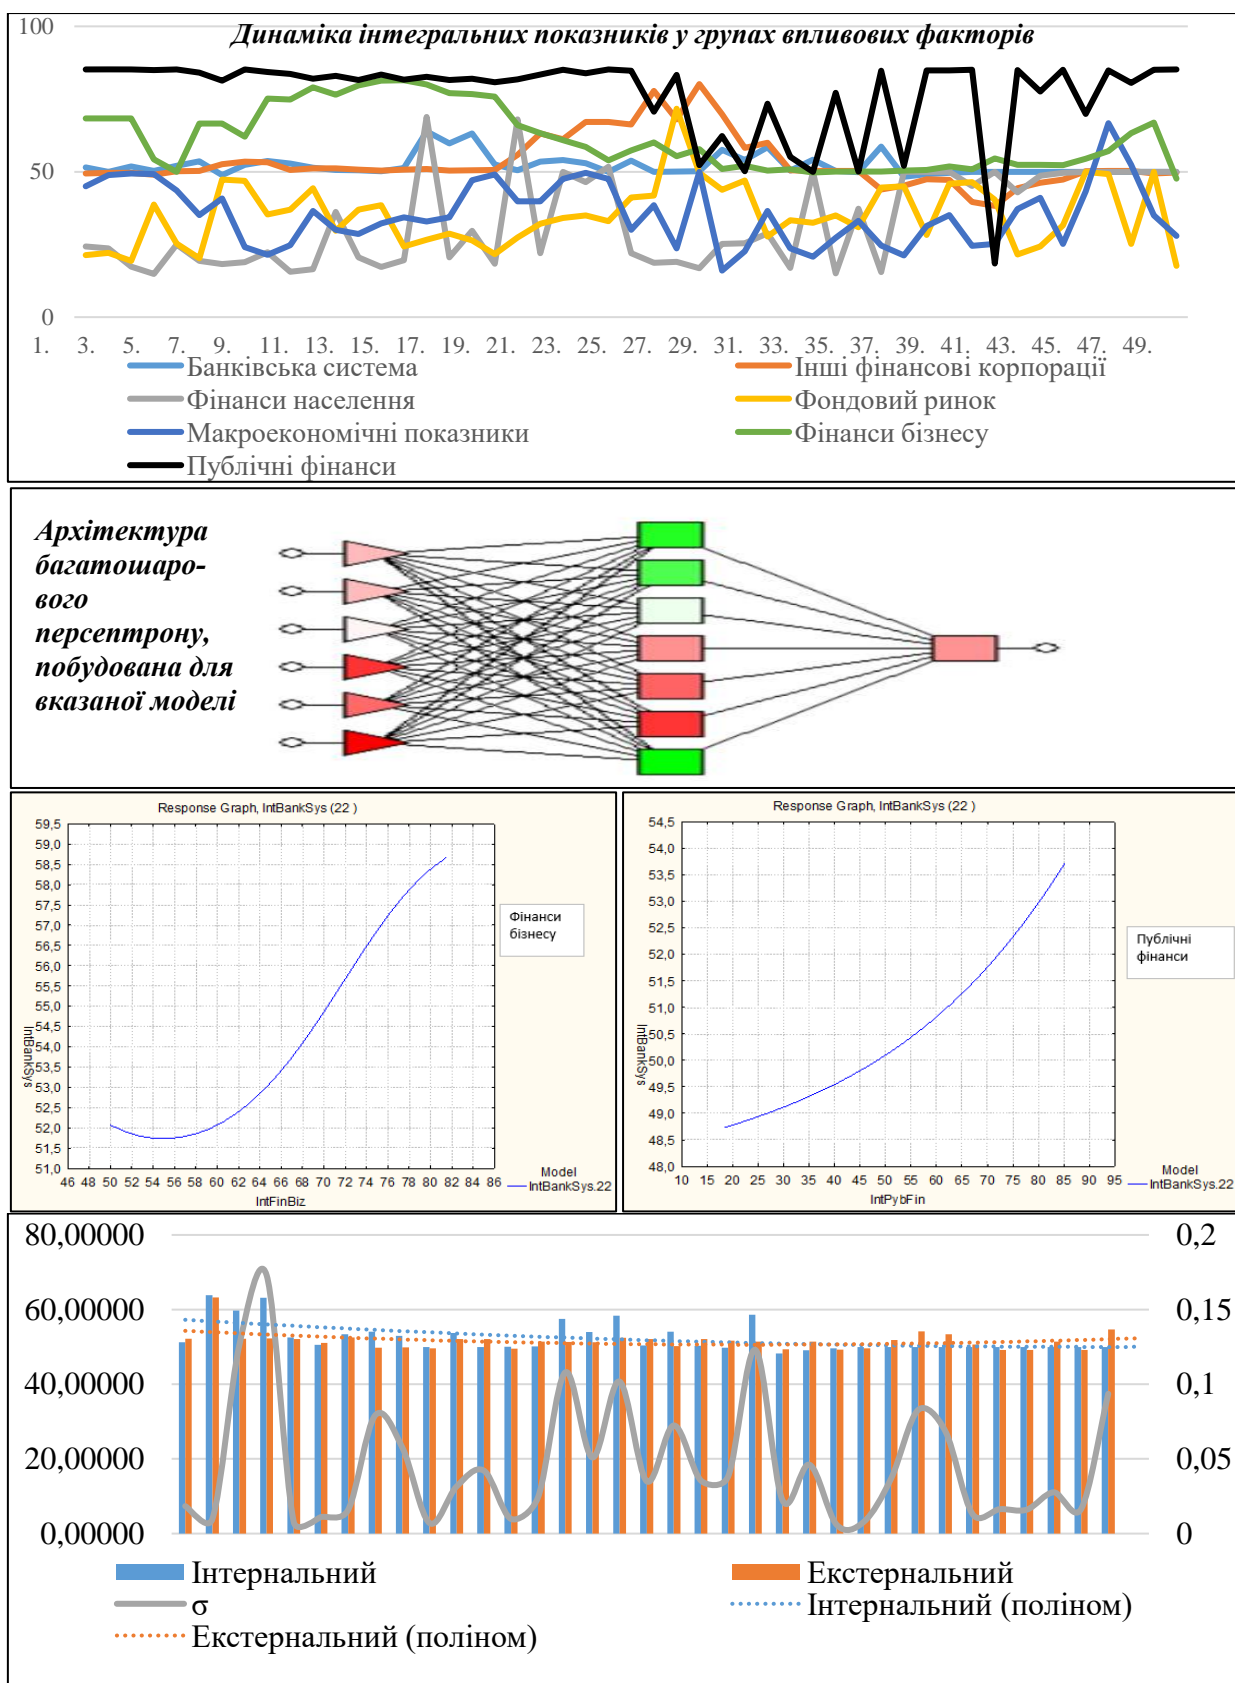 Динаміка інтегральних показників у групах впливових факторів
100
50
0
1. 3. 5. 7. 9. 11. 13. 15. 17. 19. 21. 23. 25. 27. 29. 31. 33. 35. 37. 39. 41. 43. 45. 47. 49.
Банківська система
Інші фінансові корпорації
Фінанси населення
Фондовий ринок
Макроекономічні показники
Фінанси бізнесу
Публічні фінанси
Архітектура
багатошаро-
вого
персептрону,
побудована для
вказаної моделі
Response Graph, IntBankSys (22 )
59,5
59,0
58,5
58,0
57,5
57,0
56,5
56,0
55,5
55,0
54,5
54,0
53,5
53,0
52,5
52,0
51,5
51,0
IntBankSys
46 48 50 52 54 56 58 60 62 64 66 68 70 72 74 76 78 80 82 84 86
IntFinBiz
Фінанси
бізнесу
Model
IntBankSys.22
Response Graph, IntBankSys (22 )
54,5
54,0
53,5
53,0
52,5
52,0
51,5
51,0
50,5
50,0
49,5
49,0
48,5
48,0
IntBankSys
10 15 20 25 30 35 40 45 50 55 60 65 70 75 80 85 90 95
IntPybFin
Публічні
фінанси
Model
IntBankSys.22
80,00000
60,00000
40,00000
20,00000
0,00000
0,2
0,15
0,1
0,05
0
Інтернальний
Екстернальний
σ
Інтернальний (поліном)
Екстернальний (поліном)